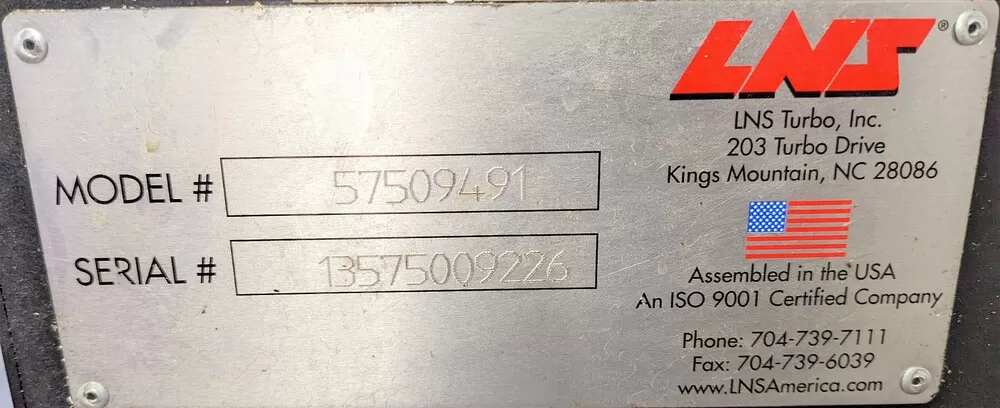 LNS®
LNS Turbo, Inc.
203 Turbo Drive
Kings Mountain, NC 28086
MODEL # 57509491
SERIAL # 13575009226
Assembled in the USA
An ISO 9001 Certified Company
Phone: 704-739-7111
Fax: 704-739-6039
www.LNSAmerica.com